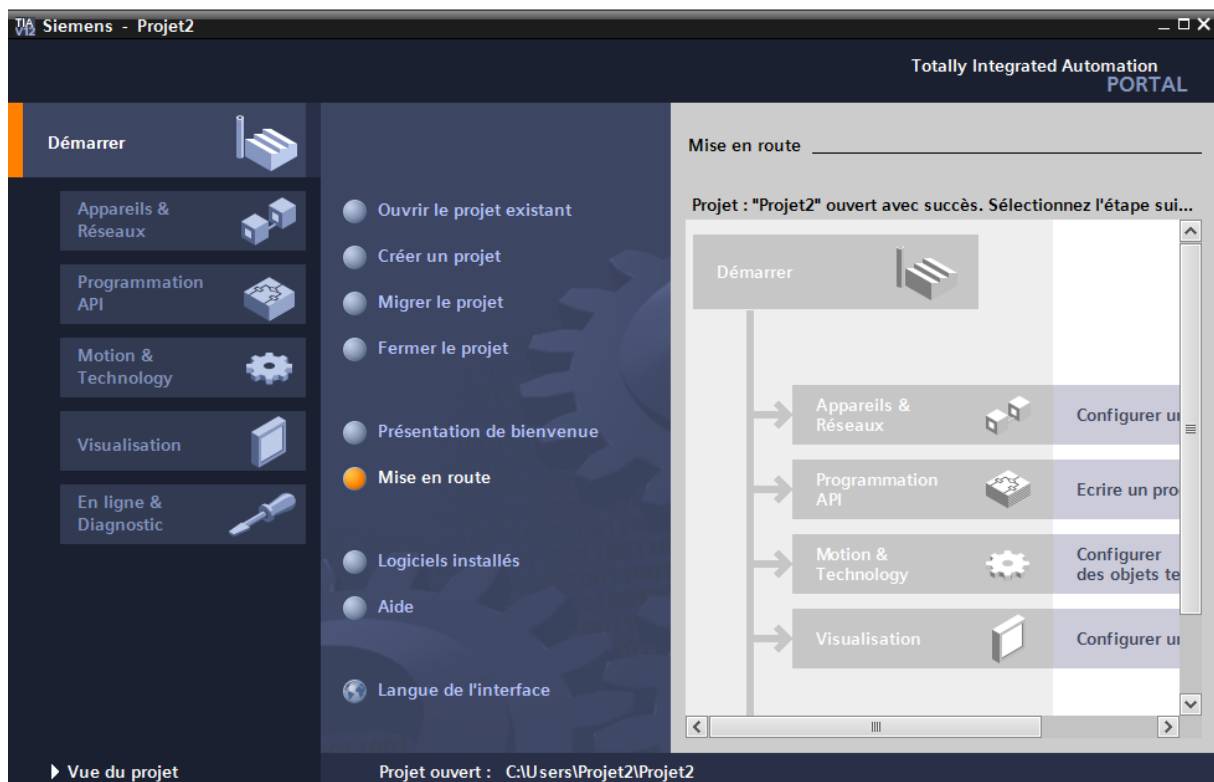 TIA V12 Siemens - Projet2
Totally Integrated Automation
PORTAL
Démarrer
Appareils &
Réseaux
Programmation
API
Motion &
Technology
Visualisation
En ligne &
Diagnostic
Vue du projet
Ouvrir le projet existant
Créer un projet
Migrer le projet
Fermer le projet
Présentation de bienvenue
Mise en route
Logiciels installés
Aide
Langue de l'interface
Mise en route
Projet : "Projet2" ouvert avec succès. Sélectionnez l'étape sui...
Démarrer
Appareils &
Réseaux
Configurer
Programmation
API
Ecrire un pro
Motion &
Technology
Configurer
des objets te
Visualisation
Configurer
Projet ouvert : C:\Users\Projet2\Projet2